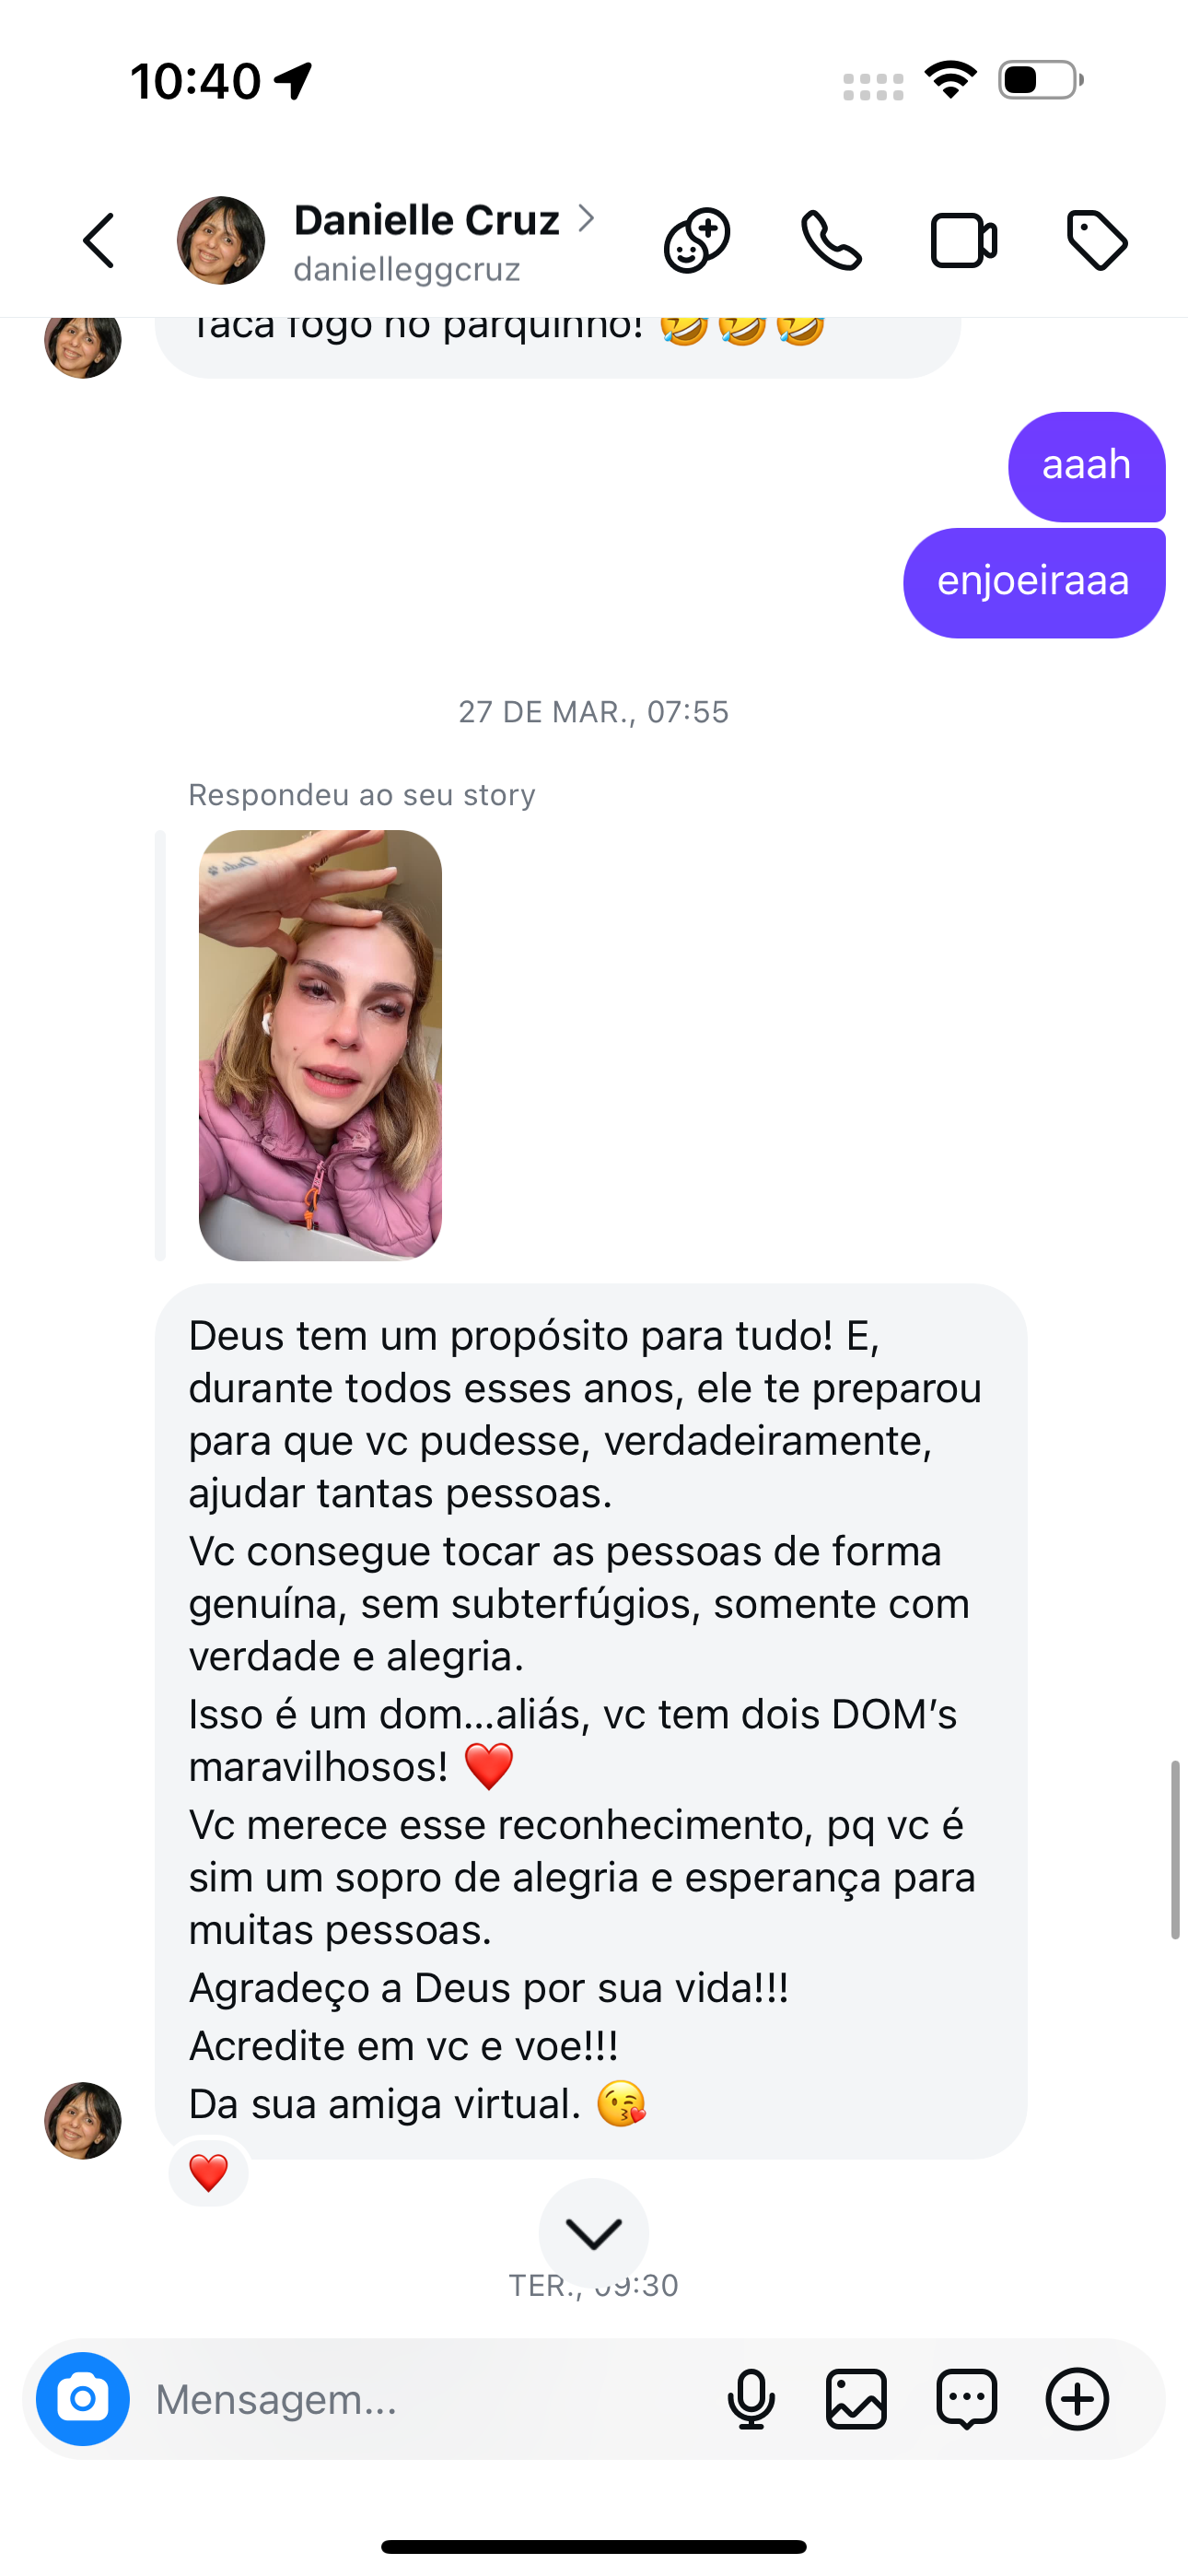 10:40
Danielle Cruz
danielleggcruz
Taca fogo no parquinho! 🤣🤣🤣
aaah
enjoeiraaa
27 DE MAR., 07:55
Respondeu ao seu story
Deus tem um propósito para tudo! E,
durante todos esses anos, ele te preparou
para que vc pudesse, verdadeiramente,
ajudar tantas pessoas.
Vc consegue tocar as pessoas de forma
genuína, sem subterfúgios, somente com
verdade e alegria.
Isso é um dom...aliás, vc tem dois DOM’s
maravilhosos! ❤️
Vc merece esse reconhecimento, pq vc é
sim um sopro de alegria e esperança para
muitas pessoas.
Agradeço a Deus por sua vida!!!
Acredite em vc e voe!!!
Da sua amiga virtual. 😘
❤️
TER., 09:30
Mensagem...